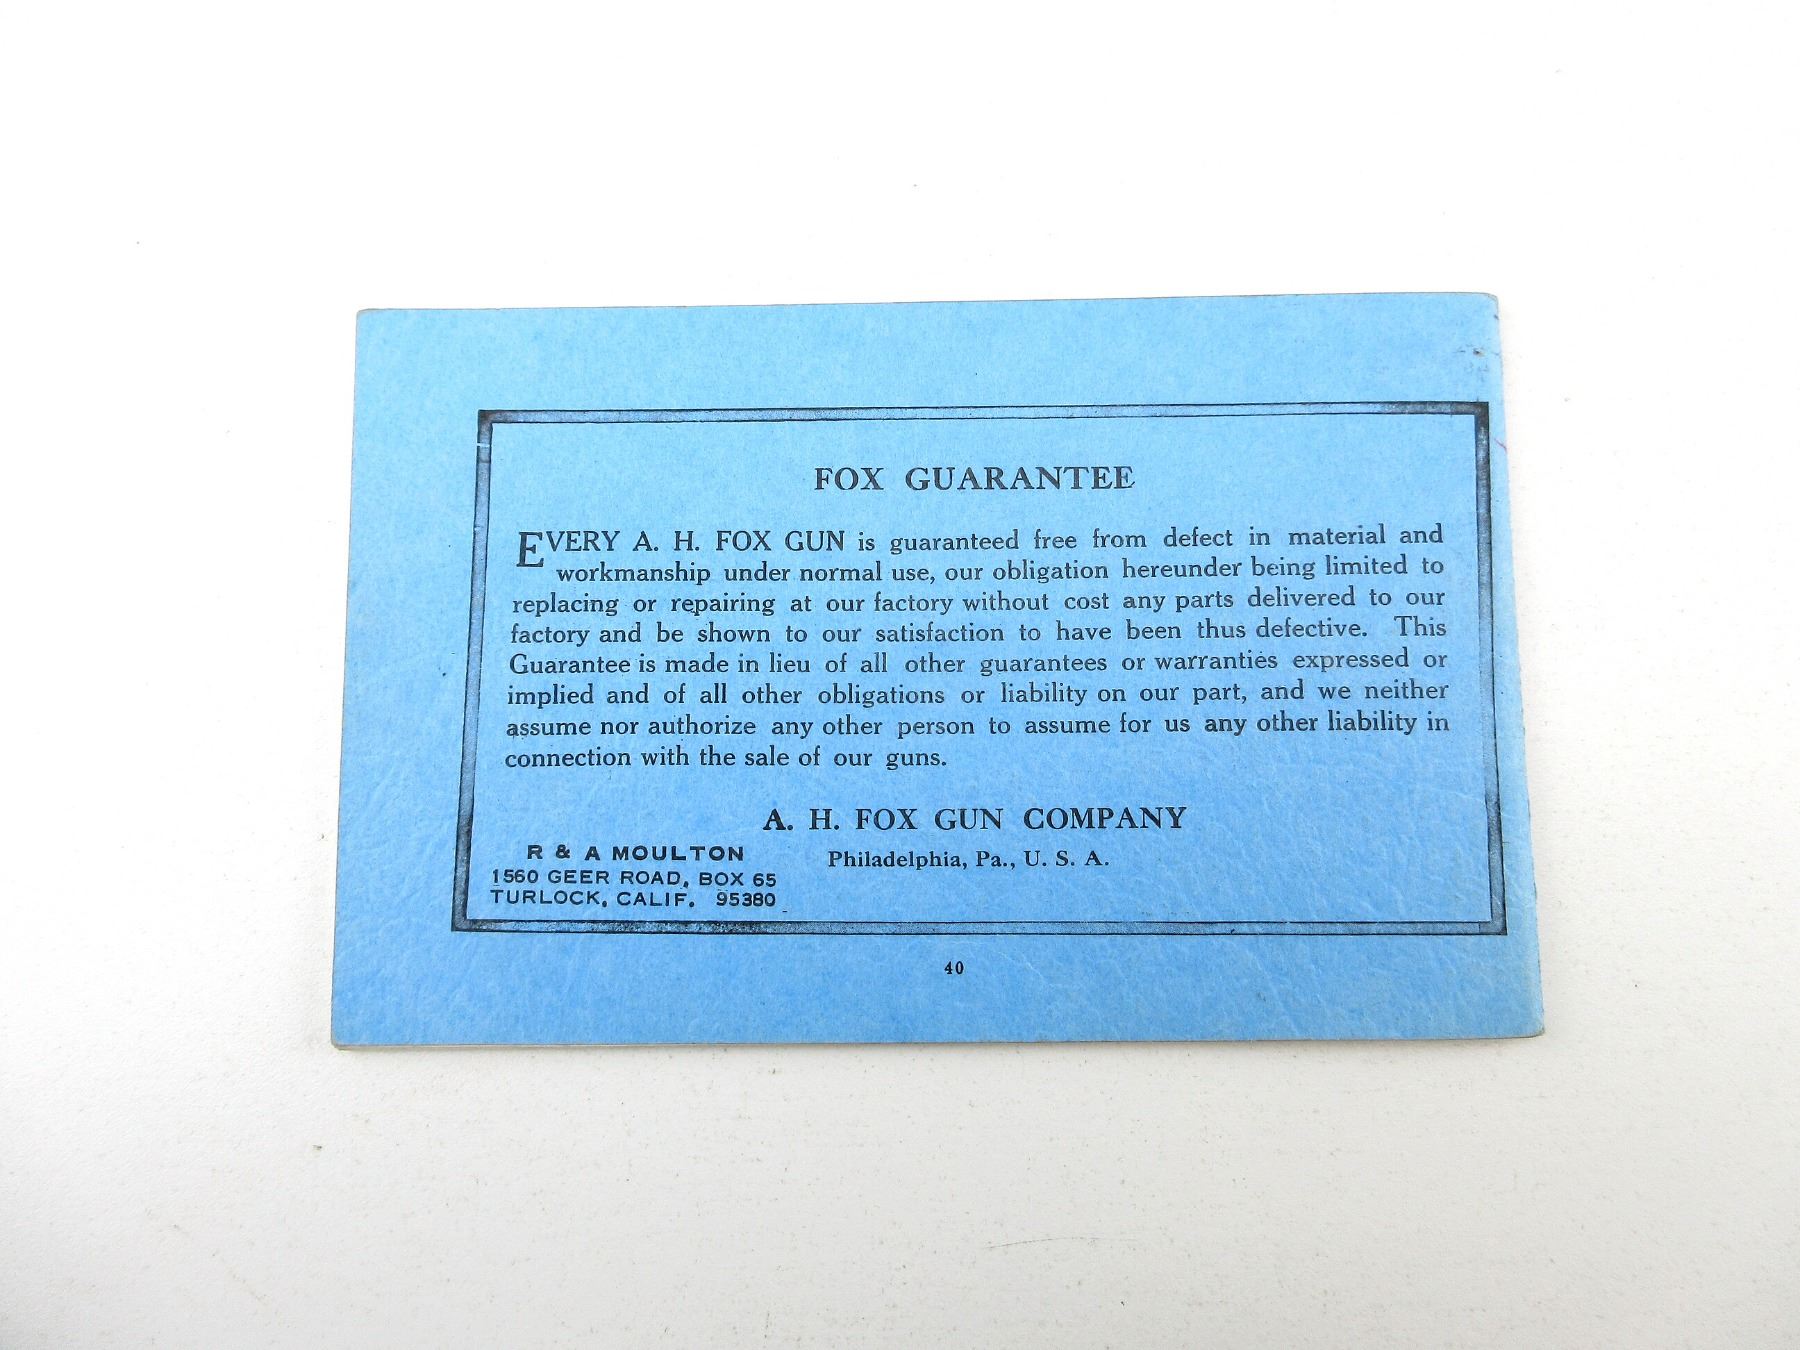 FOX GUARANTEE
EVERY A. H. FOX GUN is guaranteed free from defect in material and
workmanship under normal use, our obligation hereunder being limited to
replacing or repairing at our factory without cost any parts delivered to our
factory and be shown to our satisfaction to have been thus defective. This
Guarantee is made in lieu of all other guarantees or warranties expressed or
implied and of all other obligations or liability on our part, and we neither
assume nor authorize any other person to assume for us any other liability in
connection with the sale of our guns.
A. H. FOX GUN COMPANY
Philadelphia, Pa., U. S. A.
R & A MOULTON
1560 GEER ROAD, BOX 65
TURLOCK, CALIF. 95380
40